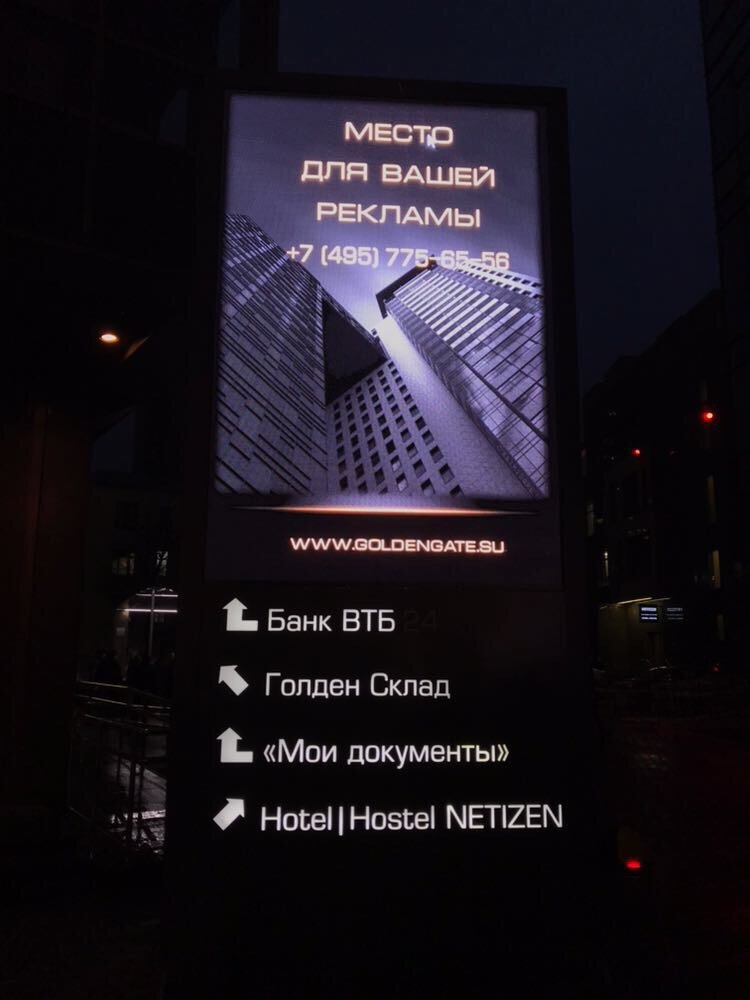 МЕСТО
ДЛЯ ВАШЕЙ
РЕКЛАМЫ
+7 (495) 775-65-56
WWW.GOLDENGATE.SU
Банк ВТБ 24
Голден Склад
«Мои документы»
Hotel|Hostel NETIZEN